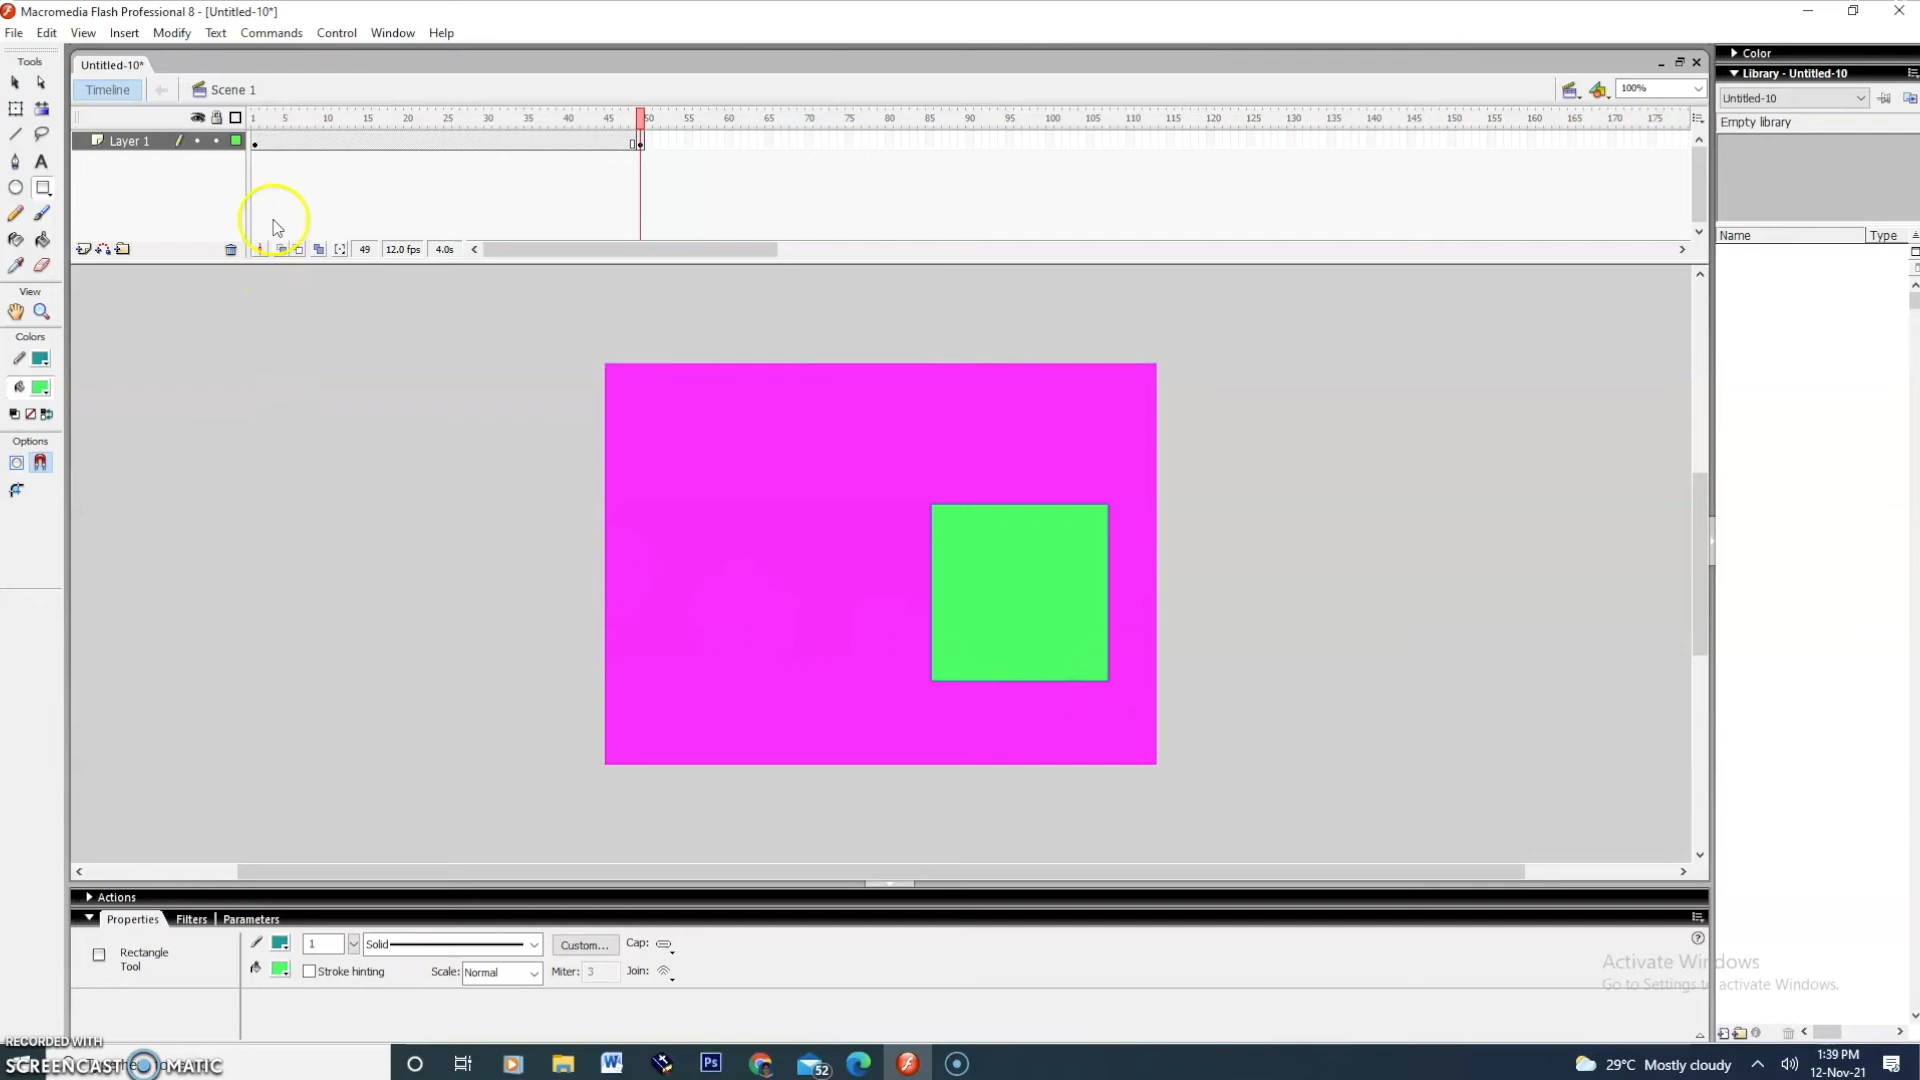 Macromedia Flash Professional 8 - [Untitled-10*]
File Edit View Insert Modify Text Commands Control Window Help
Tools
Untitled-10*
Timeline
Scene 1
100%
1 5 10 15 20 25 30 35 40 45 50 55 60 65 70 75 80 85 90 95 100 105 110 115 120 125 130 135 140 145 150 155 160 165 170 175
Layer 1
49 12.0 fps 4.0s
View
Colors
Options
Color
Library - Untitled-10
Untitled-10
Empty library
Name Type
Actions
Properties Filters Parameters
Rectangle
Tool
1 Solid Custom... Cap:
Stroke hinting Scale: Normal Miter: 3 Join:
Activate Windows
Go to Settings to activate Windows.
RECORDED WITH
SCREENCAST MATIC
52
29°C Mostly cloudy
1:39 PM
12-Nov-21